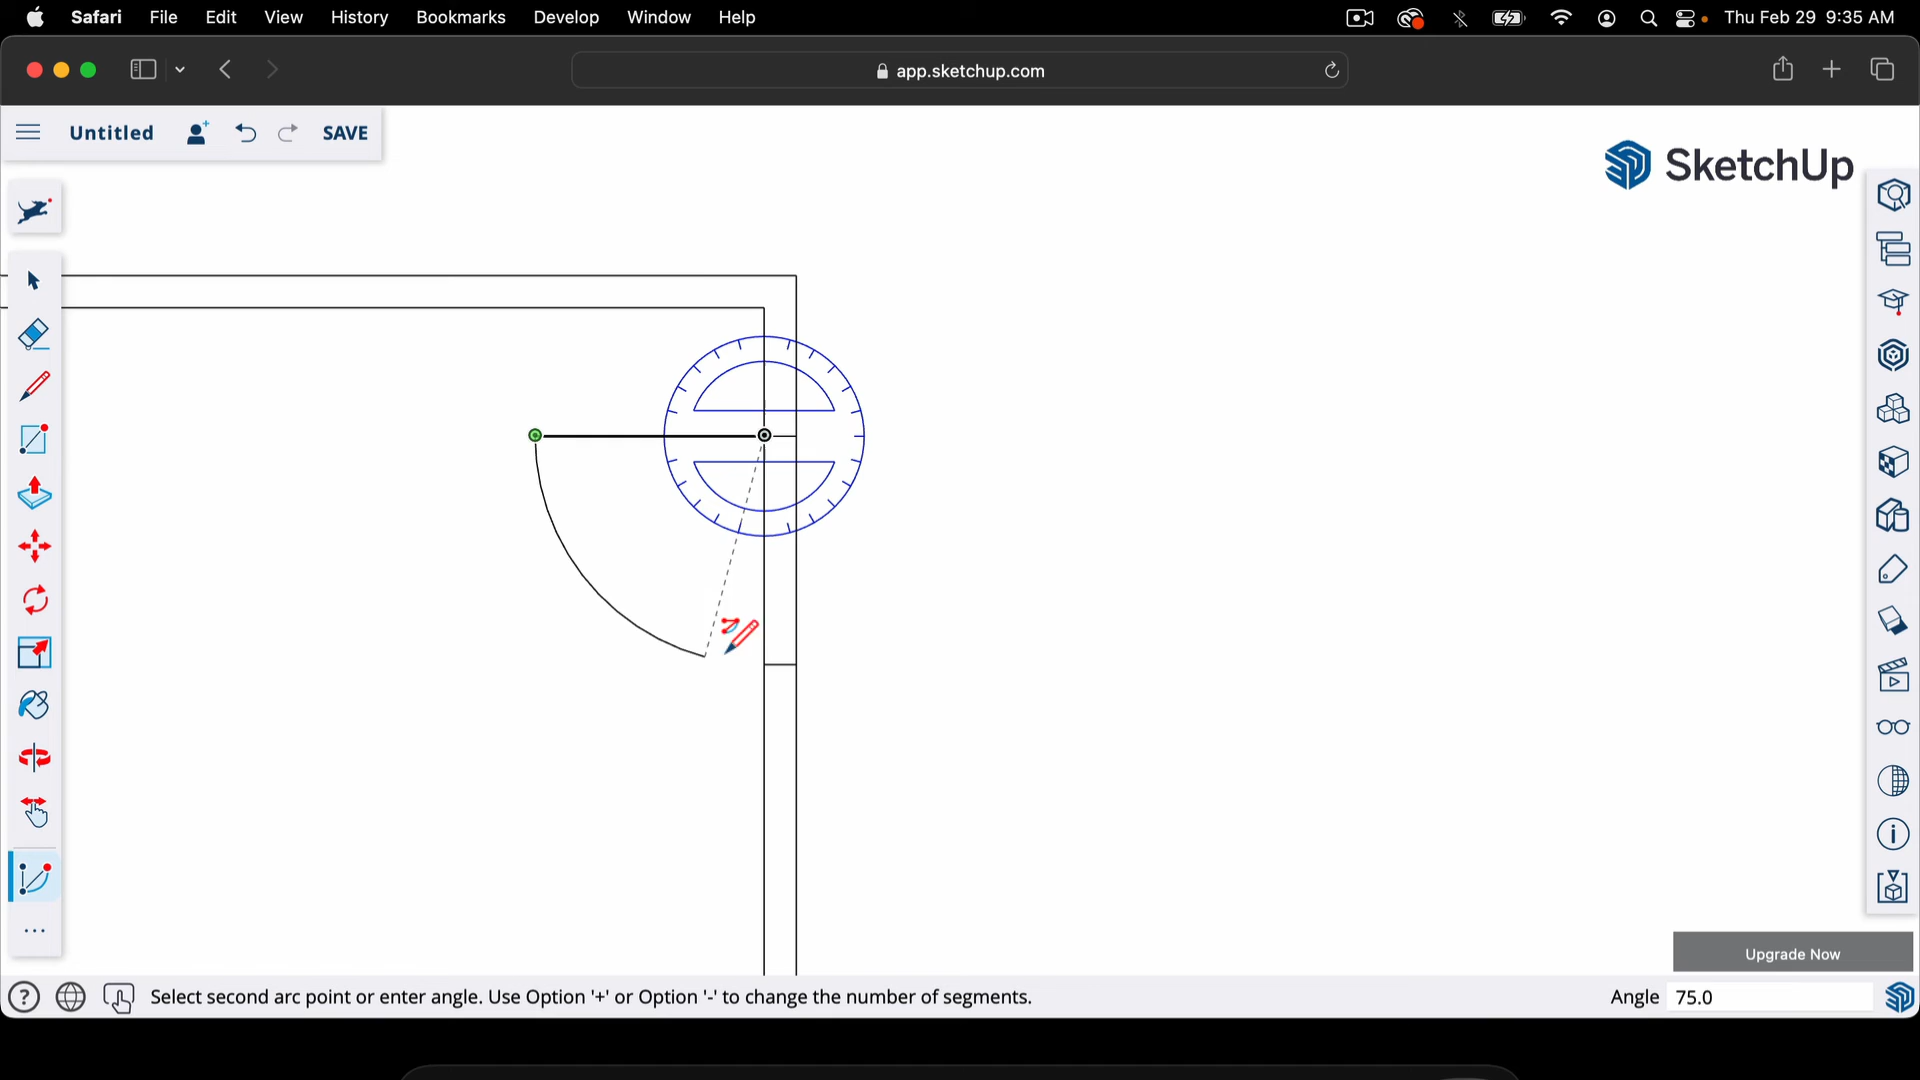 Safari File Edit View History Bookmarks Develop Window Help Thu Feb 29 9:35 AM
app.sketchup.com
Untitled SAVE
SketchUp
Upgrade Now
Select second arc point or enter angle. Use Option '+' or Option '-' to change the number of segments. Angle 75.0